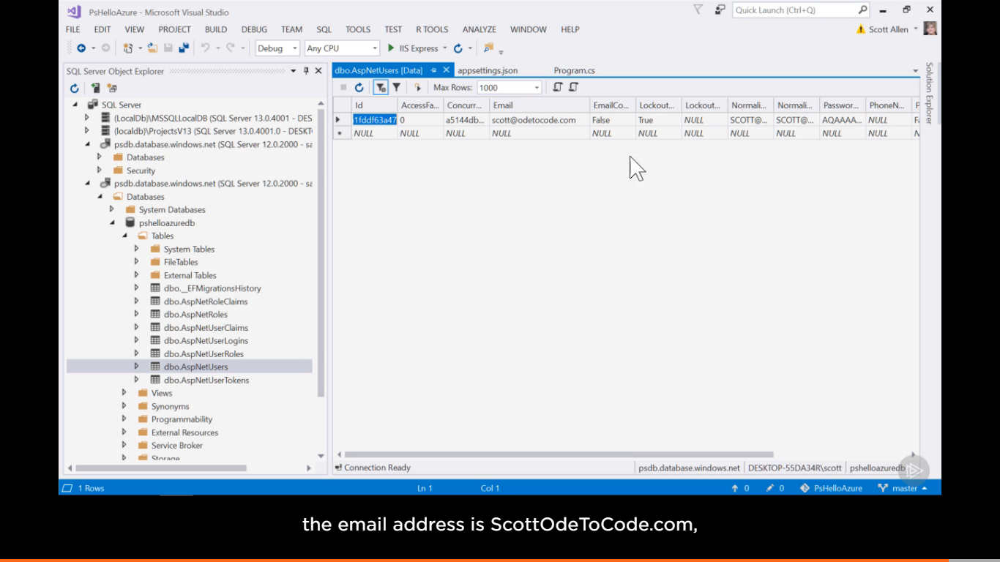 PsHelloAzure - Microsoft Visual Studio
Quick Launch (Ctrl+Q)
FILE EDIT VIEW PROJECT BUILD DEBUG TEAM SQL TOOLS TEST R TOOLS ANALYZE WINDOW HELP
Scott Allen
Debug Any CPU IIS Express
SQL Server Object Explorer
dbo.AspNetUsers [Data] appsettings.json Program.cs
Solution Explorer
Max Rows: 1000
SQL Server
(LocalDb)\MSSQLLocalDB (SQL Server 13.0.4001 - DES
(localdb)\ProjectsV13 (SQL Server 13.0.4001.0 - DESKT
psdb.database.windows.net (SQL Server 12.0.2000 - sa
Databases
Security
psdb.database.windows.net (SQL Server 12.0.2000 - sa
Databases
System Databases
pshelloazuredb
Tables
System Tables
FileTables
External Tables
dbo.__EFMigrationsHistory
dbo.AspNetRoleClaims
dbo.AspNetRoles
dbo.AspNetUserClaims
dbo.AspNetUserLogins
dbo.AspNetUserRoles
dbo.AspNetUsers
dbo.AspNetUserTokens
Views
Synonyms
Programmability
External Resources
Service Broker
Storage
Id AccessFa... Concurr... Email EmailCo... Lockout... Lockout... Normali... Normali... Passwor... PhoneN... P
1fddf63a47 0 a5144db... scott@odetocode.com False True NULL SCOTT@... SCOTT@... AQAAAA... NULL Fa
NULL NULL NULL NULL NULL NULL NULL NULL NULL NULL NULL N
Connection Ready
psdb.database.windows.net DESKTOP-55DA34R\scott pshelloazuredb
1 Rows Ln 1 Col 1 0 0 PsHelloAzure master
the email address is ScottOdeToCode.com,